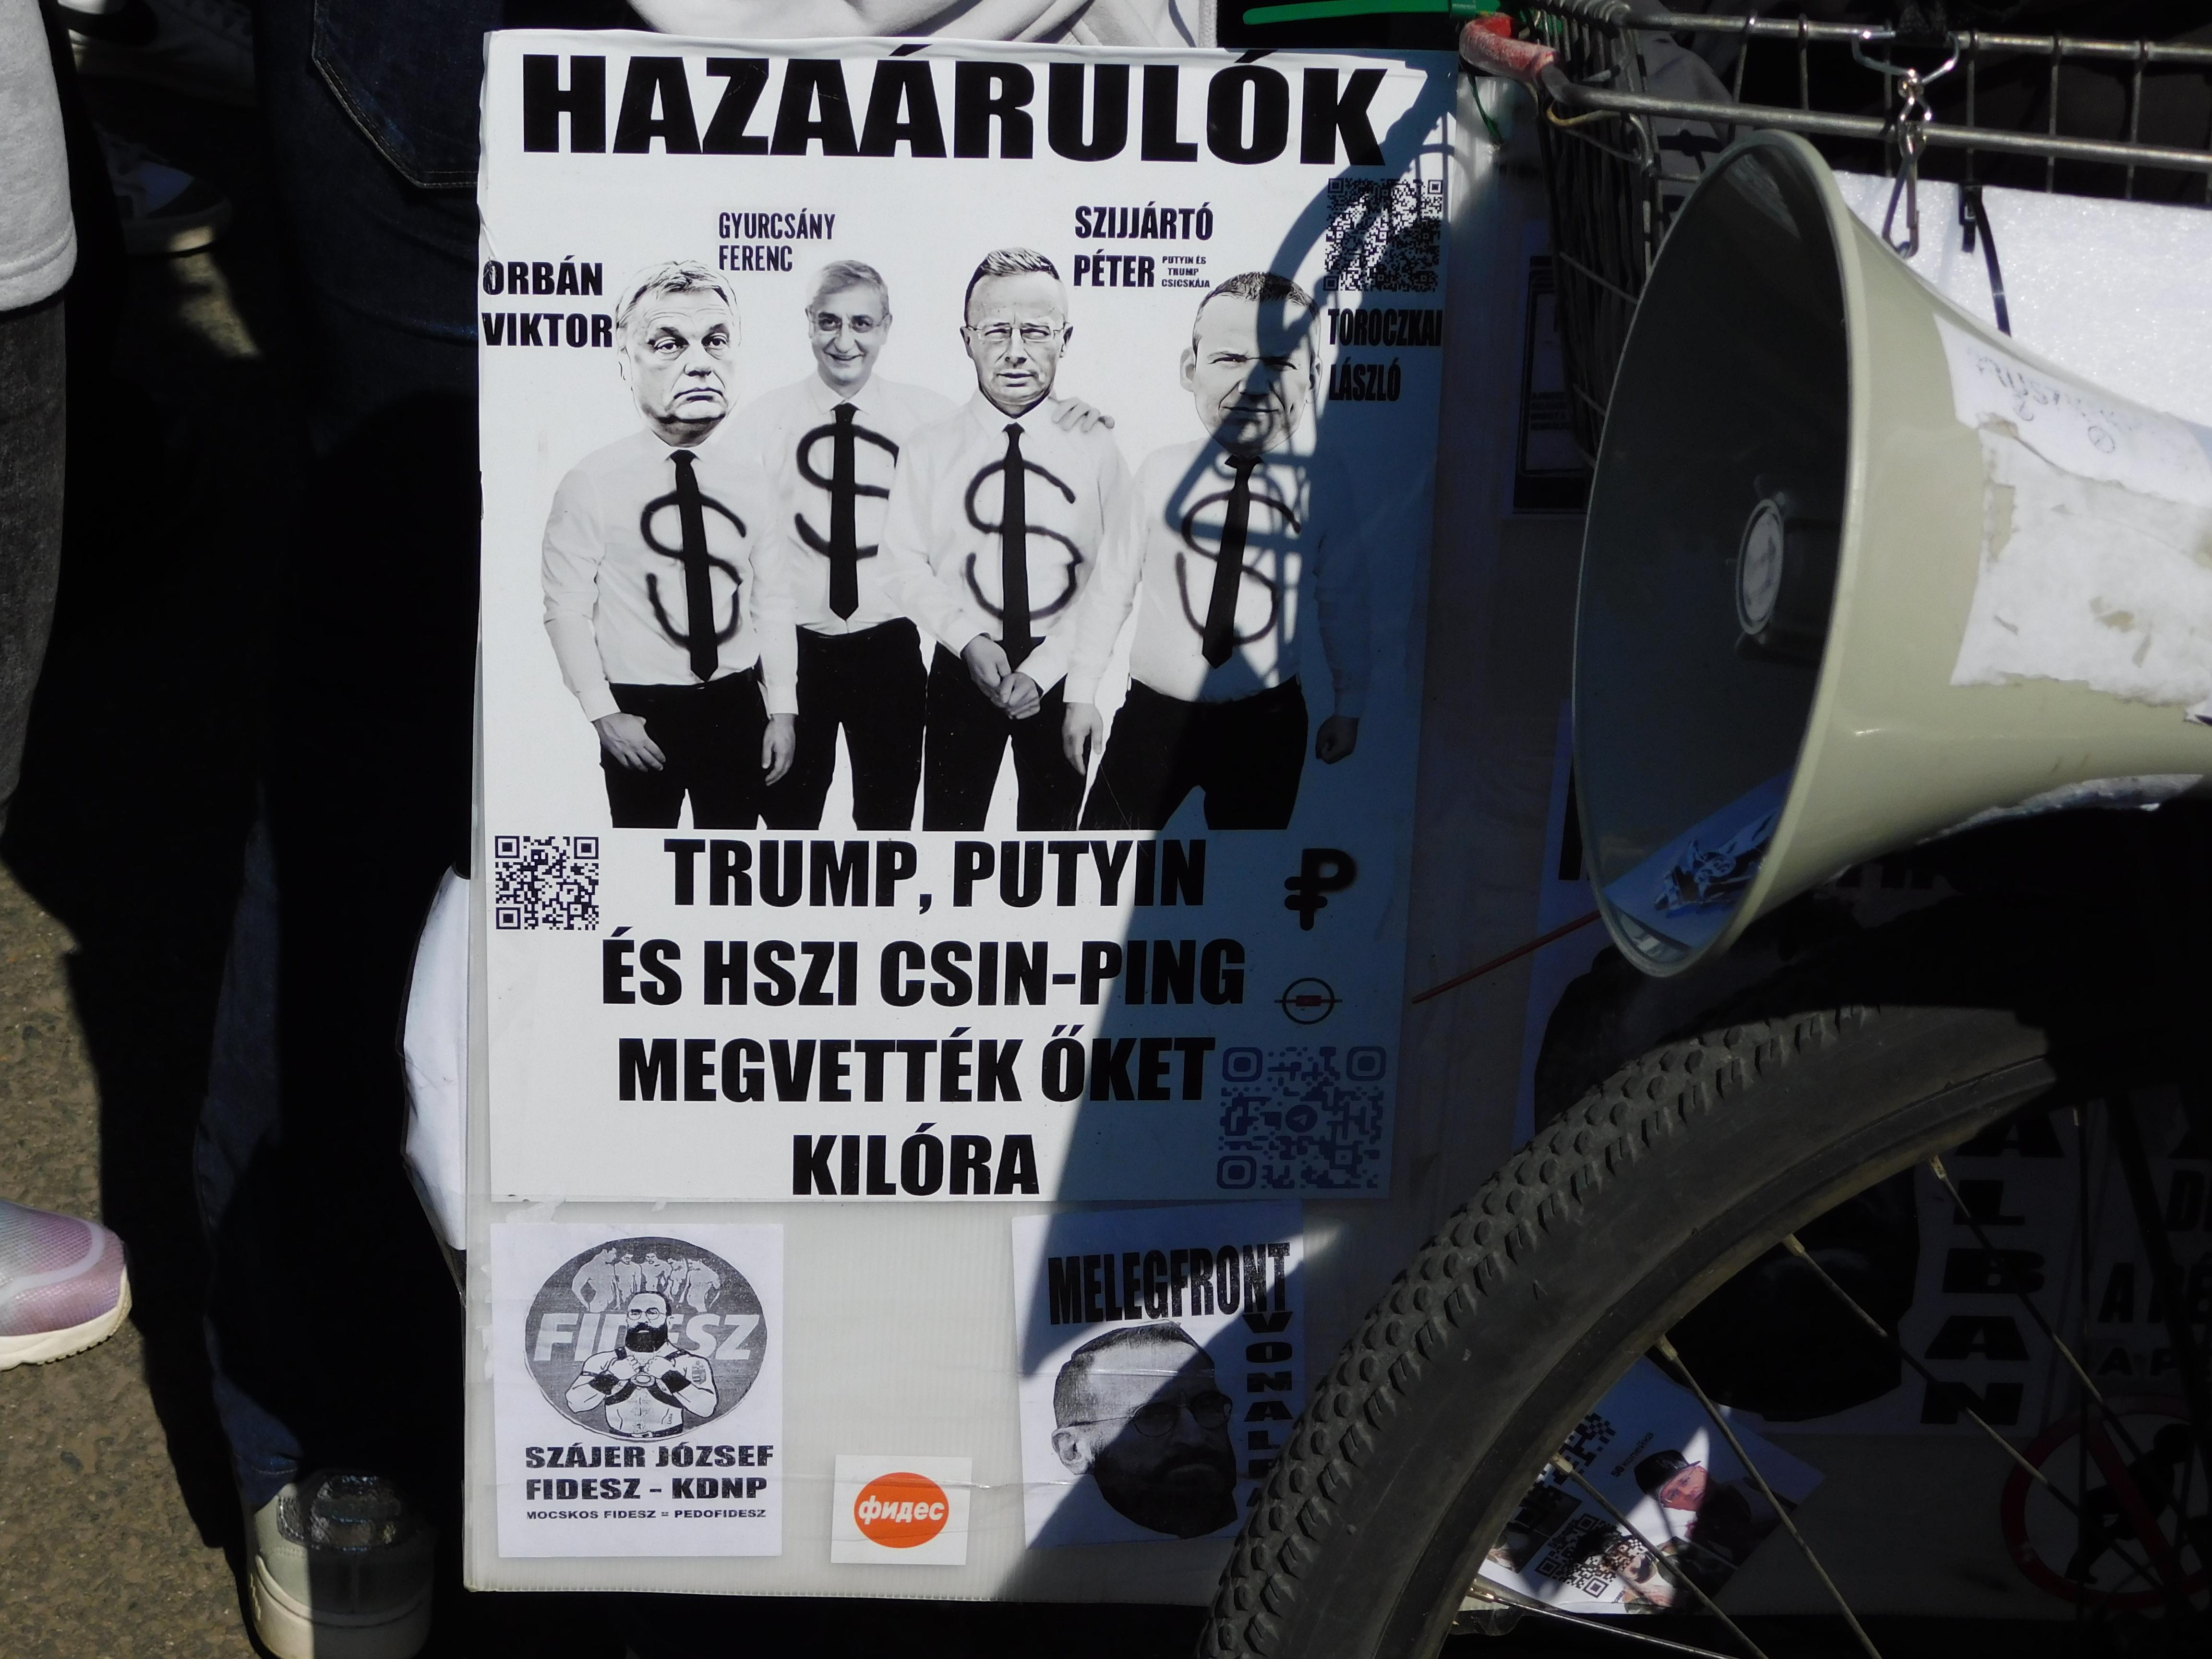 HAZAÁRULÓK
GYURCSÁNY
FERENC
SZIJJÁRTÓ
PÉTER
PUTYIN ÉS
TRUMP
CSICSKÁJA
ORBÁN
VIKTOR
TOROCZKAI
LÁSZLÓ
$ $ $ $
TRUMP, PUTYIN
ÉS HSZI CSIN-PING
MEGVETTÉK ŐKET
KILÓRA
₽
FIDESZ
SZÁJER JÓZSEF
FIDESZ - KDNP
MOCSKOS FIDESZ = PEDOFIDESZ
фидес
MELEGFRONT
ALBAN